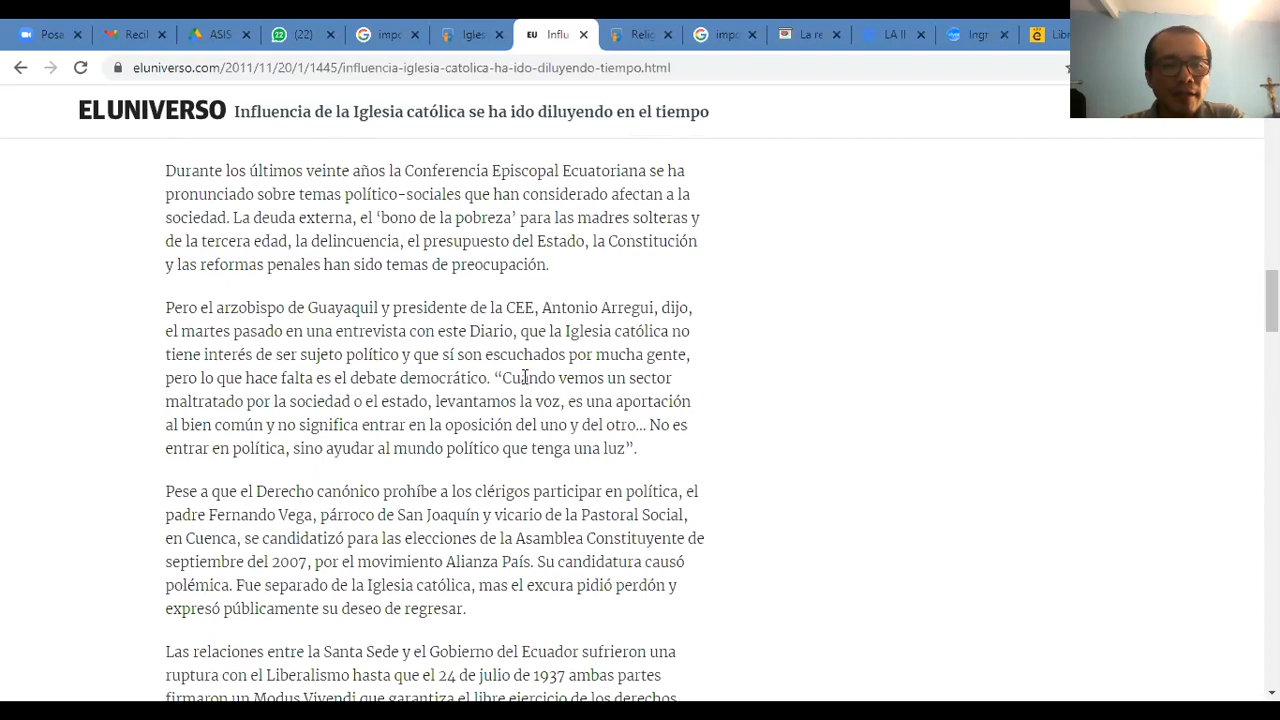 Posa
Recil
ASIS
(22)
impo
Iglesi
EU Influ
Relig
impo
La re
LA II
Ingr
Libr
eluniverso.com/2011/11/20/1/1445/influencia-iglesia-catolica-ha-ido-diluyendo-tiempo.html
EL UNIVERSO Influencia de la Iglesia católica se ha ido diluyendo en el tiempo
Durante los últimos veinte años la Conferencia Episcopal Ecuatoriana se ha
pronunciado sobre temas político-sociales que han considerado afectan a la
sociedad. La deuda externa, el ‘bono de la pobreza’ para las madres solteras y
de la tercera edad, la delincuencia, el presupuesto del Estado, la Constitución
y las reformas penales han sido temas de preocupación.
Pero el arzobispo de Guayaquil y presidente de la CEE, Antonio Arregui, dijo,
el martes pasado en una entrevista con este Diario, que la Iglesia católica no
tiene interés de ser sujeto político y que sí son escuchados por mucha gente,
pero lo que hace falta es el debate democrático. “Cuando vemos un sector
maltratado por la sociedad o el estado, levantamos la voz, es una aportación
al bien común y no significa entrar en la oposición del uno y del otro... No es
entrar en política, sino ayudar al mundo político que tenga una luz”.
Pese a que el Derecho canónico prohíbe a los clérigos participar en política, el
padre Fernando Vega, párroco de San Joaquín y vicario de la Pastoral Social,
en Cuenca, se candidatizó para las elecciones de la Asamblea Constituyente de
septiembre del 2007, por el movimiento Alianza País. Su candidatura causó
polémica. Fue separado de la Iglesia católica, mas el excura pidió perdón y
expresó públicamente su deseo de regresar.
Las relaciones entre la Santa Sede y el Gobierno del Ecuador sufrieron una
ruptura con el Liberalismo hasta que el 24 de julio de 1937 ambas partes
firmaron un Modus Vivendi que garantiza el libre ejercicio de los derechos